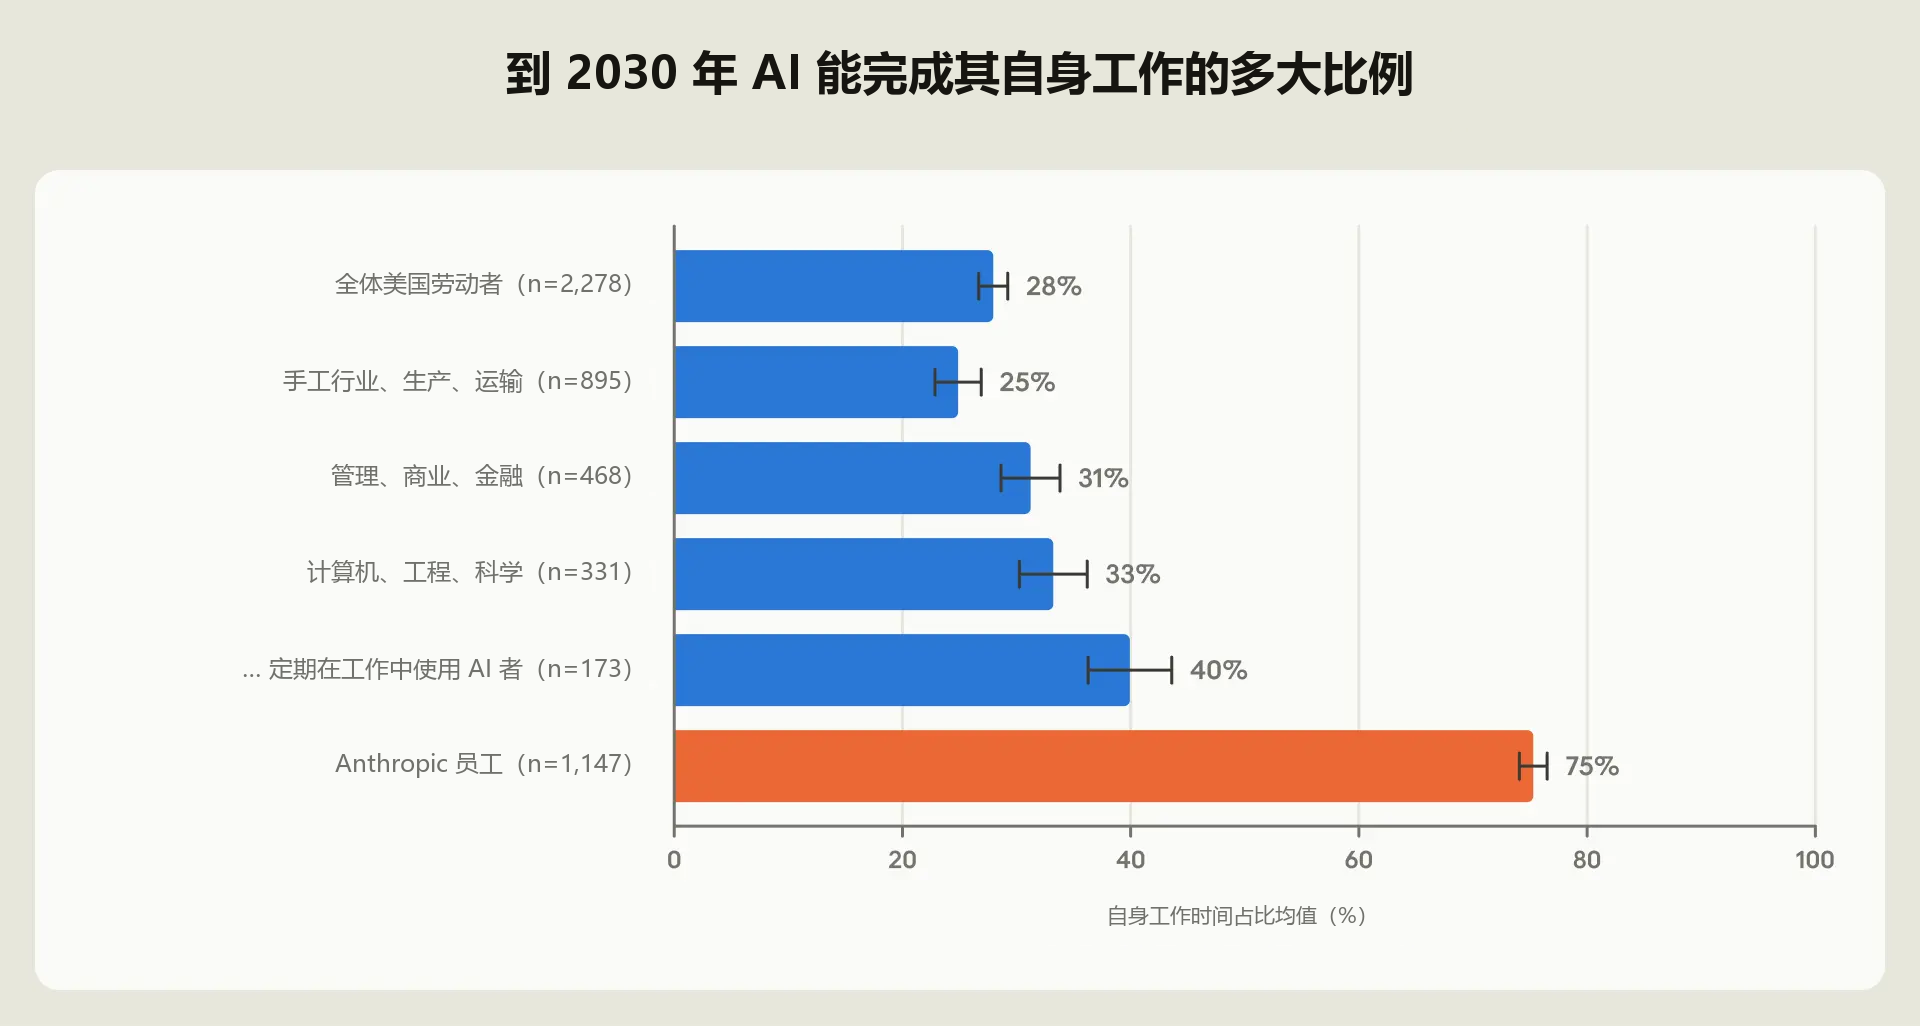 到 2030 年 AI 能完成其自身工作的多大比例
全体美国劳动者（n=2,278）
28%
手工行业、生产、运输（n=895）
25%
管理、商业、金融（n=468）
31%
计算机、工程、科学（n=331）
33%
... 定期在工作中使用 AI 者（n=173）
40%
Anthropic 员工（n=1,147）
75%
0 20 40 60 80 100
自身工作时间占比均值（%）